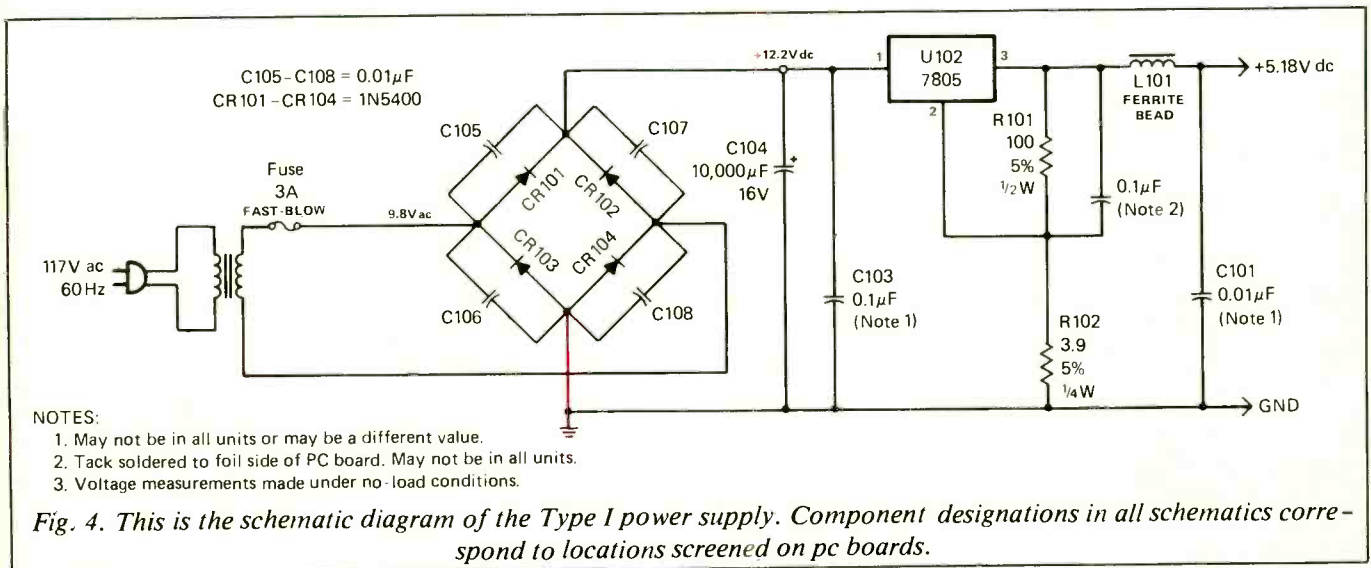 C105-C108 = 0.01µF
CR101-CR104 = 1N5400
Fuse
3A
FAST-BLOW
117V ac
60Hz
9.8V ac
C105
C107
CR101
CR102
CR103
CR104
C106
C108
+12.2V dc
C104
10,000µF
16V
+
C103
0.1µF
(Note 1)
1
U102
7805
3
2
R101
100
5%
1/2W
0.1µF
(Note 2)
L101
FERRITE
BEAD
+5.18V dc
R102
3.9
5%
1/4W
C101
0.01µF
(Note 1)
GND
NOTES:
1. May not be in all units or may be a different value.
2. Tack soldered to foil side of PC board. May not be in all units.
3. Voltage measurements made under no-load conditions.
Fig. 4. This is the schematic diagram of the Type I power supply. Component designations in all schematics corre-
spond to locations screened on pc boards.